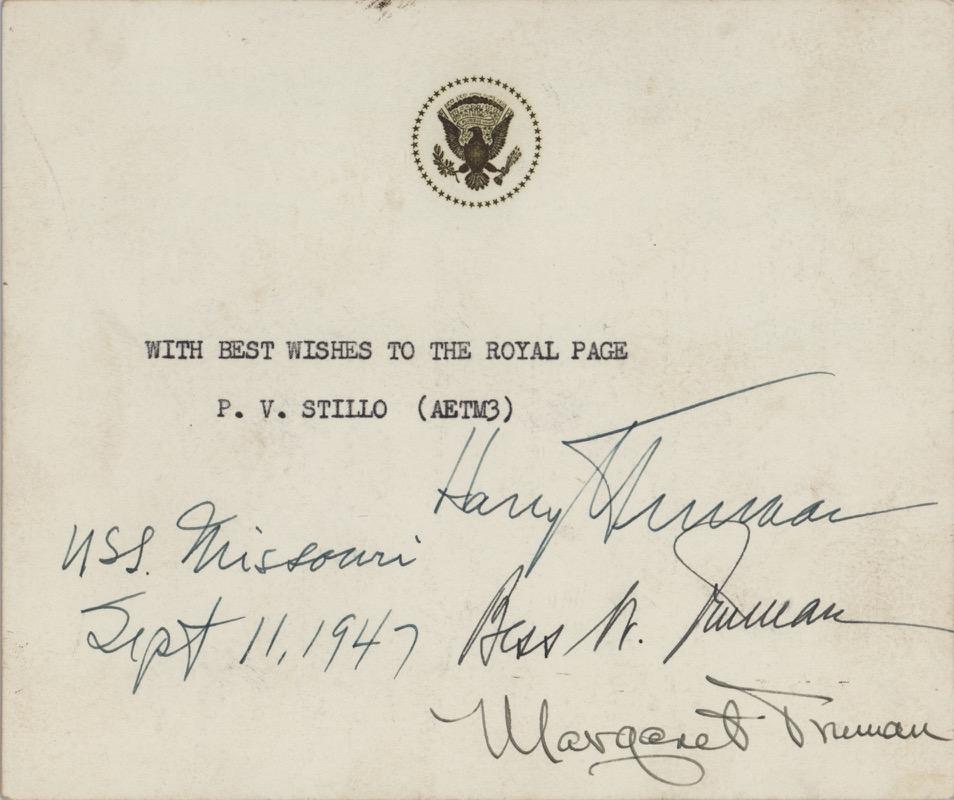 WITH BEST WISHES TO THE ROYAL PAGE
P. V. STILLO (AETM3)
Harry S Truman
USS. Missouri
Bess W. Truman
Sept 11, 1947
Margaret Truman